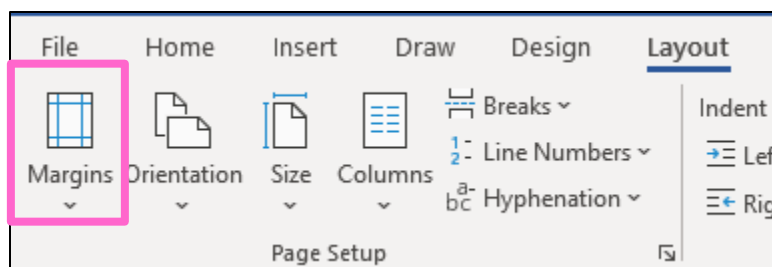 File Home Insert Draw Design Layout
Margins Orientation Size Columns
Breaks
Line Numbers
Hyphenation
Page Setup
Indent